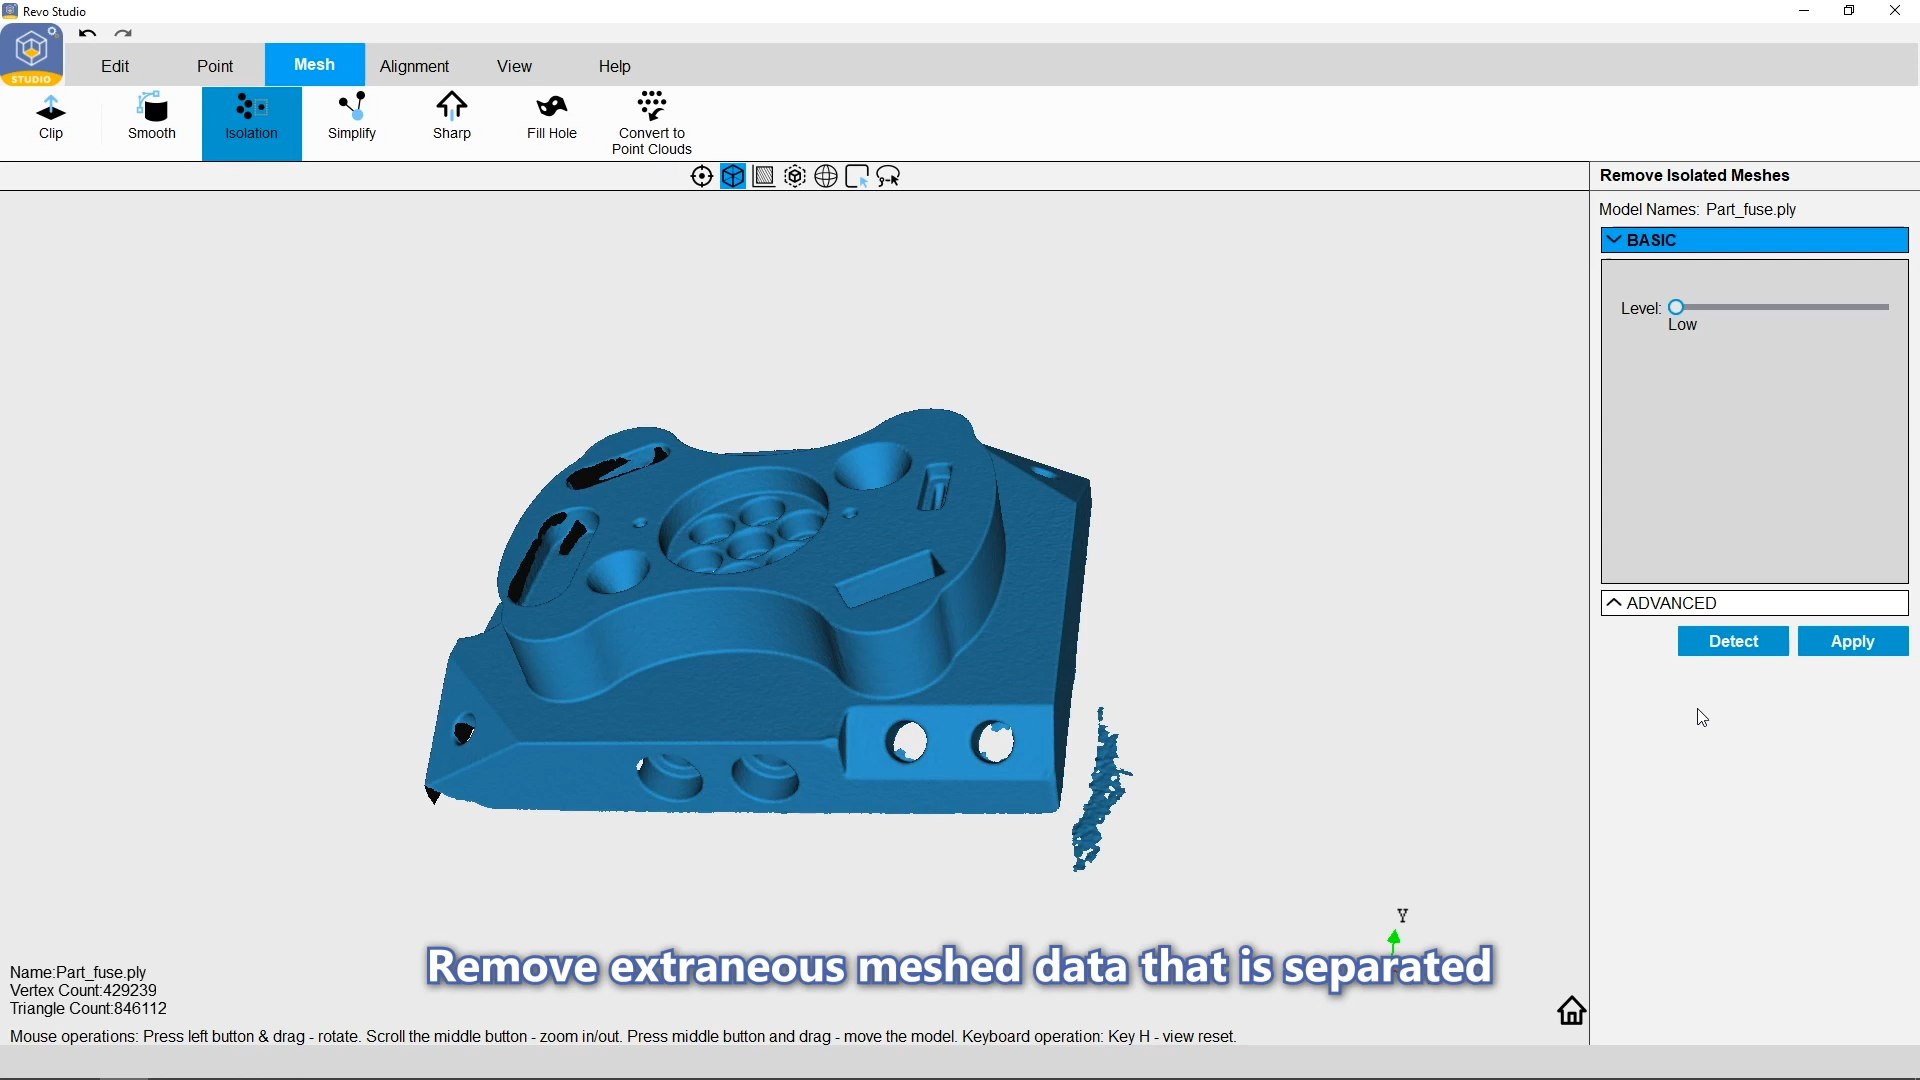 Revo Studio
STUDIO
Edit
Point
Mesh
Alignment
View
Help
Clip
Smooth
Isolation
Simplify
Sharp
Fill Hole
Convert to
Point Clouds
Remove Isolated Meshes
Model Names: Part_fuse.ply
BASIC
Level:
Low
ADVANCED
Detect
Apply
Y
Remove extraneous meshed data that is separated
Name:Part_fuse.ply
Vertex Count:429239
Triangle Count:846112
Mouse operations: Press left button & drag - rotate. Scroll the middle button - zoom in/out. Press middle button and drag - move the model. Keyboard operation: Key H - view reset.